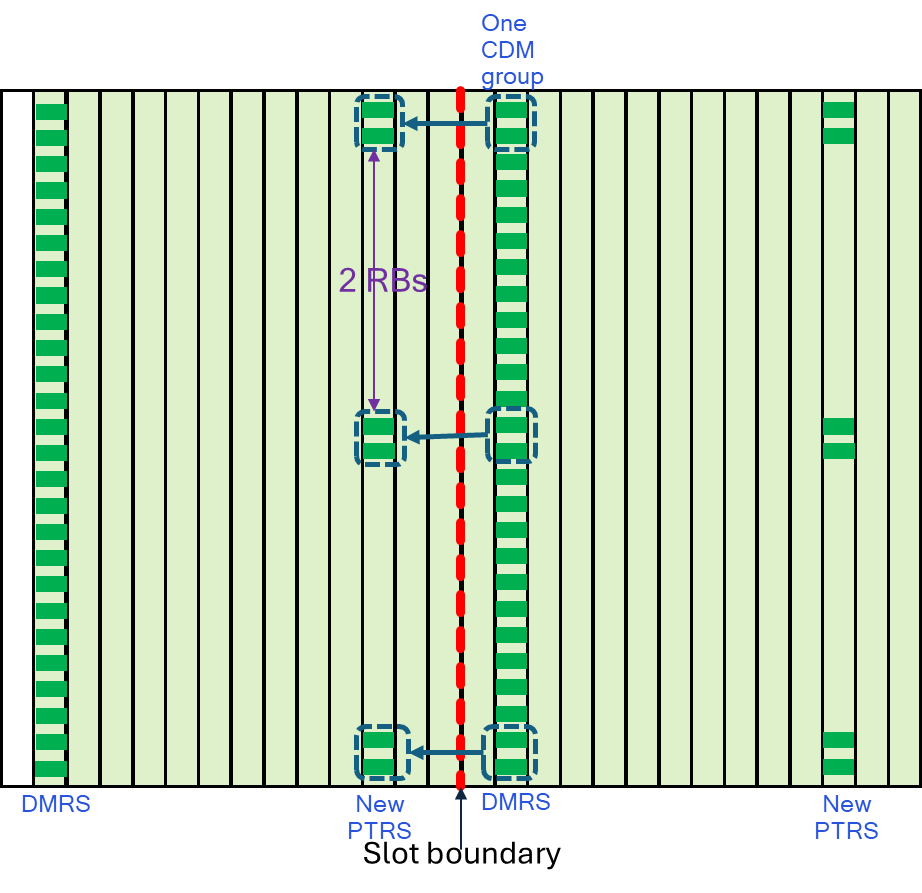 One
CDM
group
2 RBs
DMRS
New
PTRS
DMRS
New
PTRS
Slot boundary